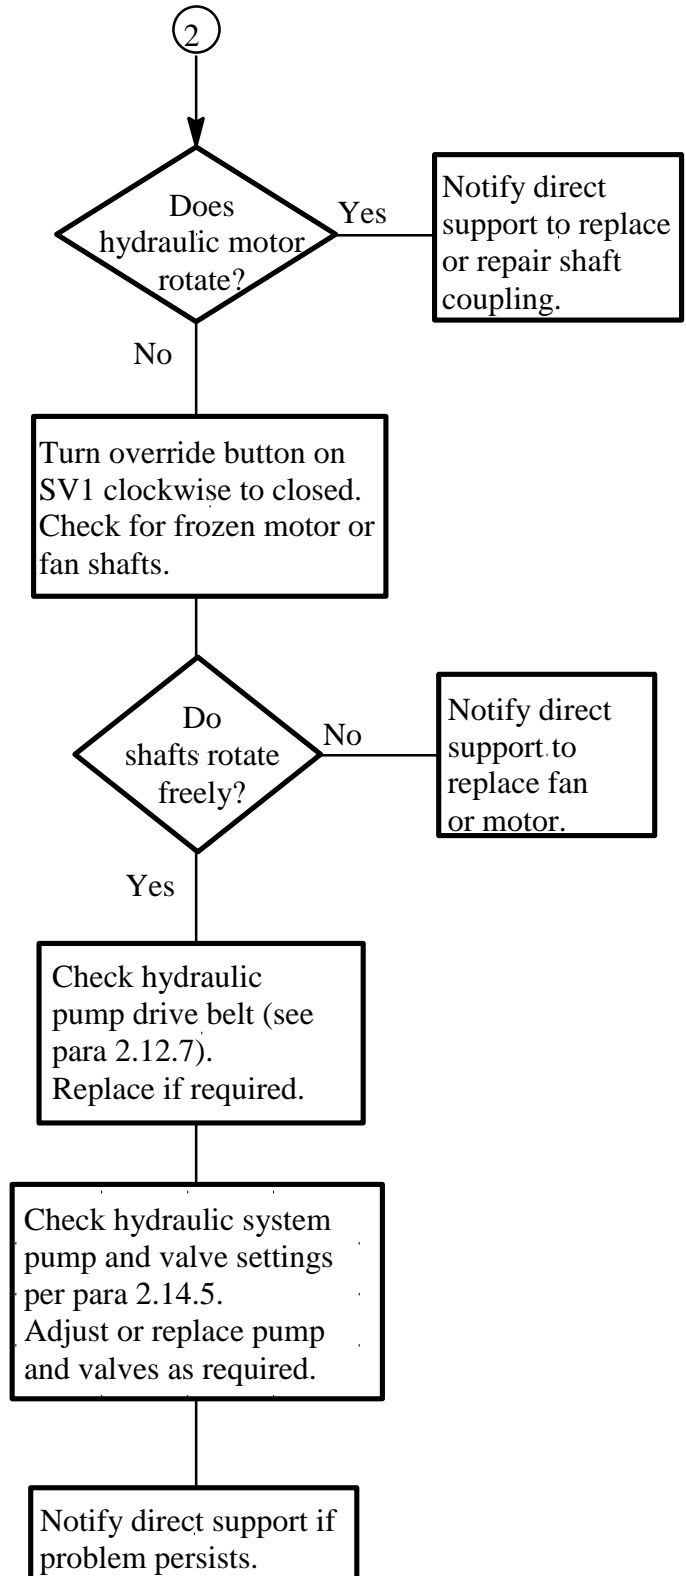 2
Does
hydraulic motor
rotate?
Yes
Notify direct
support to replace
or repair shaft
coupling.
No
Turn override button on
SV1 clockwise to closed.
Check for frozen motor or
fan shafts.
Do
shafts rotate
freely?
No
Notify direct
support to
replace fan
or motor.
Yes
Check hydraulic
pump drive belt (see
para 2.12.7).
Replace if required.
Check hydraulic system
pump and valve settings
per para 2.14.5.
Adjust or replace pump
and valves as required.
Notify direct support if
problem persists.